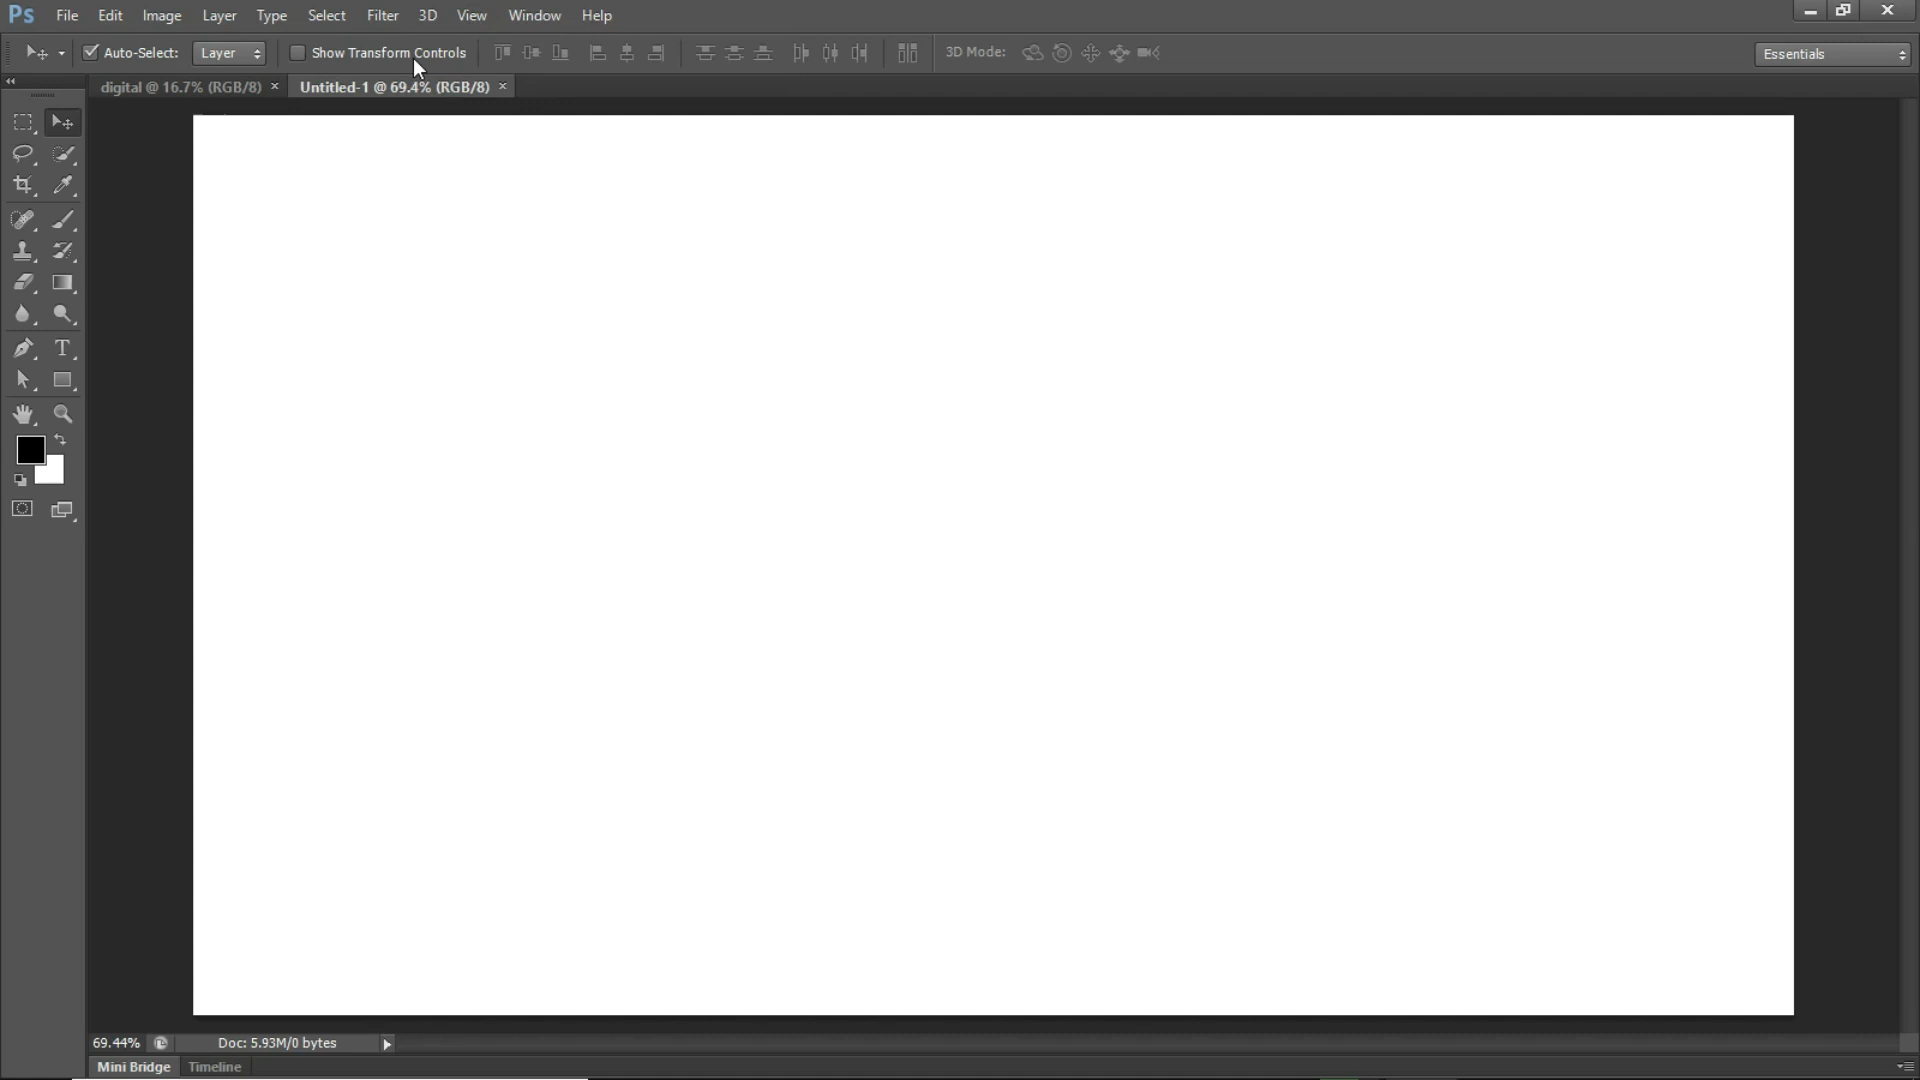 Ps File Edit Image Layer Type Select Filter 3D View Window Help
Auto-Select: Layer Show Transform Controls 3D Mode: Essentials
digital @ 16.7% (RGB/8) × Untitled-1 @ 69.4% (RGB/8) ×
T
69.44% Doc: 5.93M/0 bytes
Mini Bridge Timeline